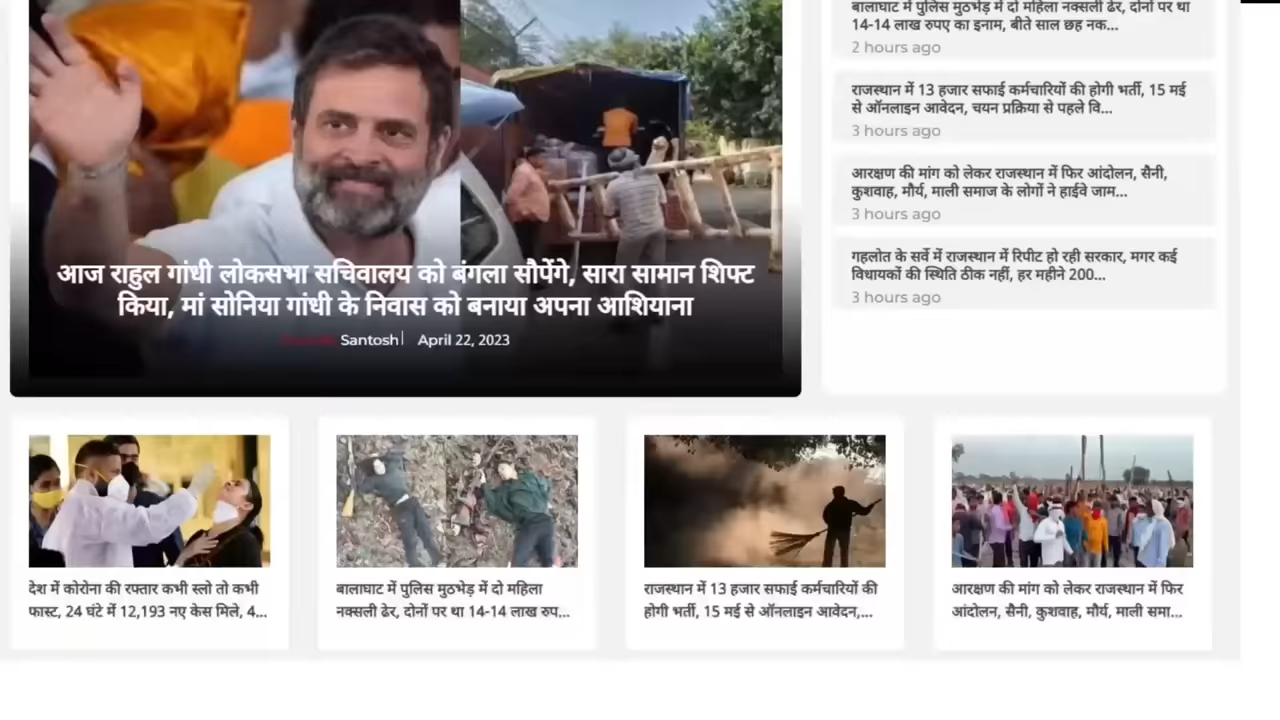 आज राहुल गांधी लोकसभा सचिवालय को बंगला सौपेंगे, सारा सामान शिफ्ट
किया, मां सोनिया गांधी के निवास को बनाया अपना आशियाना
Santosh | April 22, 2023
बालाघाट में पुलिस मुठभेड़ में दो महिला नक्सली ढेर, दोनों पर था
14-14 लाख रुपए का इनाम, बीते साल छह नक...
2 hours ago
राजस्थान में 13 हजार सफाई कर्मचारियों की होगी भर्ती, 15 मई
से ऑनलाइन आवेदन, चयन प्रक्रिया से पहले वि...
3 hours ago
आरक्षण की मांग को लेकर राजस्थान में फिर आंदोलन, सैनी,
कुशवाह, मौर्य, माली समाज के लोगों ने हाईवे जाम...
3 hours ago
गहलोत के सर्वे में राजस्थान में रिपीट हो रही सरकार, मगर कई
विधायकों की स्थिति ठीक नहीं, हर महीने 200...
3 hours ago
देश में कोरोना की रफ्तार कभी स्लो तो कभी
फास्ट, 24 घंटे में 12,193 नए केस मिले, 4...
बालाघाट में पुलिस मुठभेड़ में दो महिला
नक्सली ढेर, दोनों पर था 14-14 लाख रुप...
राजस्थान में 13 हजार सफाई कर्मचारियों की
होगी भर्ती, 15 मई से ऑनलाइन आवेदन,...
आरक्षण की मांग को लेकर राजस्थान में फिर
आंदोलन, सैनी, कुशवाह, मौर्य, माली समा...